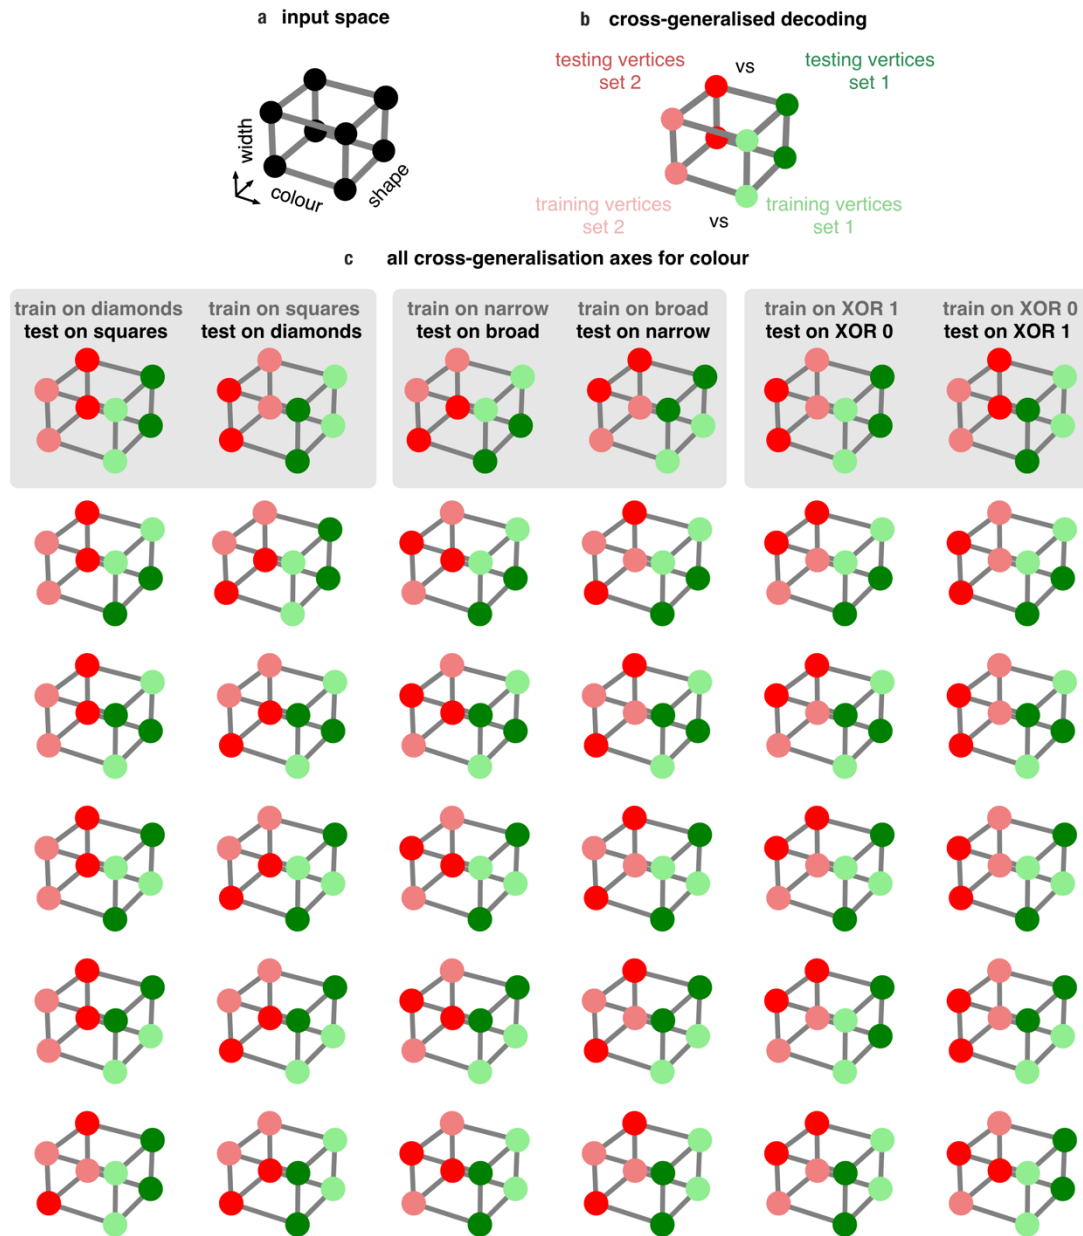 a input space
b cross-generalised decoding
testing vertices
set 2
vs
testing vertices
set 1
width
colour
shape
training vertices
set 2
vs
training vertices
set 1
c all cross-generalisation axes for colour
train on diamonds
test on squares
train on squares
test on diamonds
train on narrow
test on broad
train on broad
test on narrow
train on XOR 1
test on XOR 0
train on XOR 0
test on XOR 1